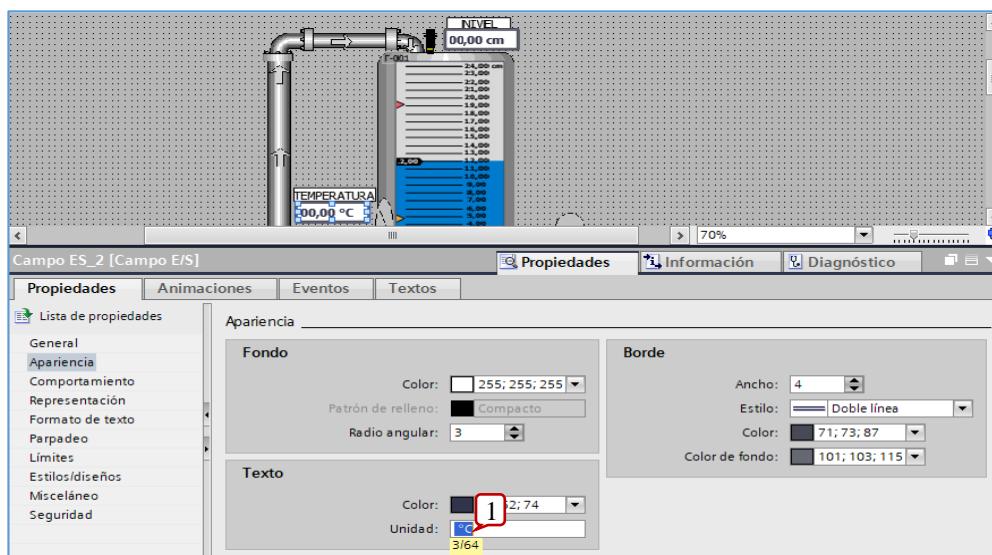 NIVEL
00,00 cm
T-001
24,00 cm
23,00
22,00
21,00
20,00
19,00
18,00
17,00
16,00
15,00
14,00
13,00
12,00
11,00
10,00
9,00
8,00
7,00
6,00
5,00
4,00
TEMPERATURA
00,00 °C
70%
Campo ES_2 [Campo E/S]
Propiedades
Información
Diagnóstico
Propiedades
Animaciones
Eventos
Textos
Lista de propiedades
General
Apariencia
Comportamiento
Representación
Formato de texto
Parpadeo
Límites
Estilos/diseños
Misceláneo
Seguridad
Apariencia
Fondo
Color: 255; 255; 255
Patrón de relleno: Compacto
Radio angular: 3
Texto
Color: 52; 74
Unidad: °C
3/64
1
Borde
Ancho: 4
Estilo: Doble línea
Color: 71; 73; 87
Color de fondo: 101; 103; 115